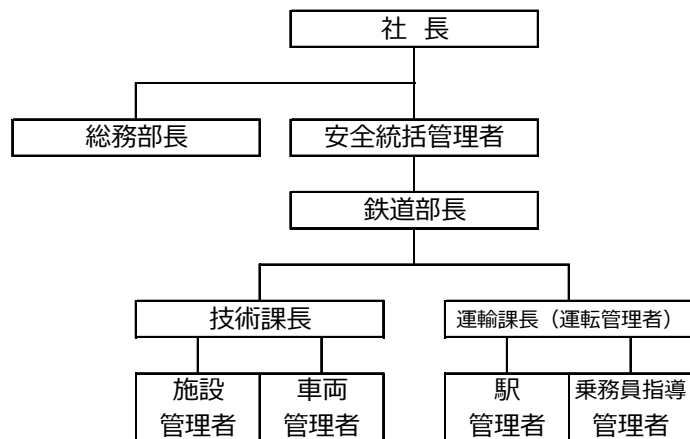 社 長
総務部長
安全統括管理者
鉄道部長
技術課長
運輸課長（運転管理者）
施設
管理者
車両
管理者
駅
管理者
乗務員指導
管理者